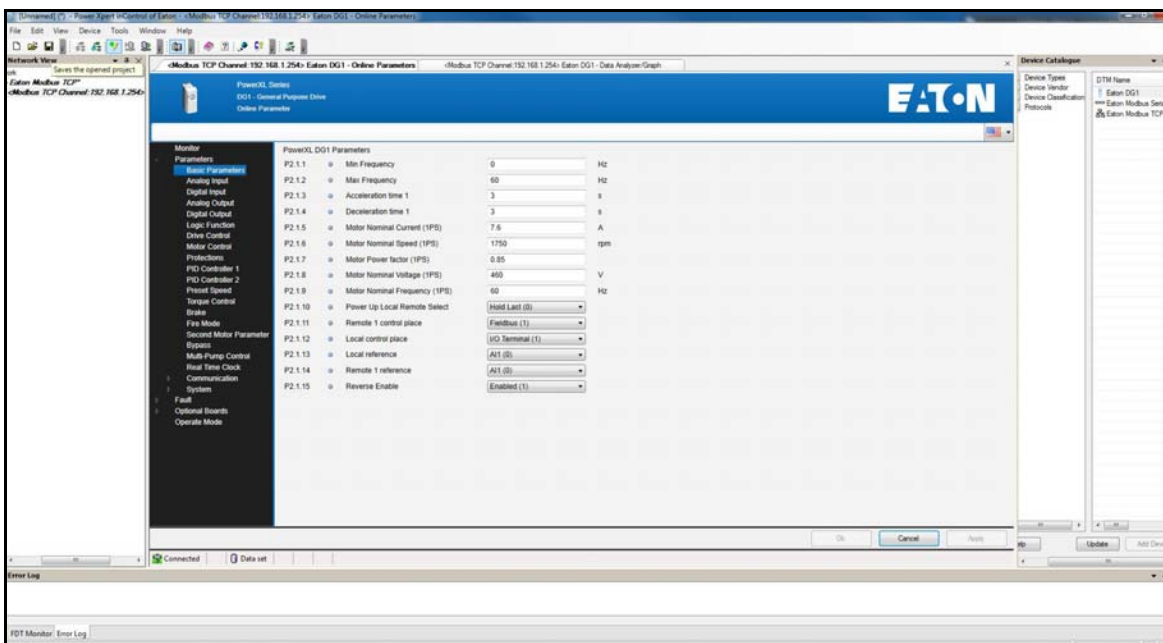 [Unnamed] (*) - Power Xpert inControl of Eaton - <Modbus TCP Channel:192.168.1.254> Eaton DG1 - Online Parameters]
File Edit View Device Tools Window Help
Network View
Saves the opened project
Eaton Modbus TCP"
<Modbus TCP Channel:192.168.1.254>
<Modbus TCP Channel:192.168.1.254> Eaton DG1 - Online Parameters
<Modbus TCP Channel:192.168.1.254> Eaton DG1 - Data Analyzer/Graph
PowerXL Series
DG1 - General Purpose Drive
Online Parameter
EATON
Monitor
Parameters
Basic Parameters
Analog Input
Digital Input
Analog Output
Digital Output
Logic Function
Drive Control
Motor Control
Protections
PID Controller 1
PID Controller 2
Preset Speed
Torque Control
Brake
Fire Mode
Second Motor Parameter
Bypass
Multi-Pump Control
Real Time Clock
Communication
System
Fault
Optional Boards
Operate Mode
PowerXL DG1 Parameters
P2.1.1 Min Frequency 0 Hz
P2.1.2 Max Frequency 60 Hz
P2.1.3 Acceleration time 1 3 s
P2.1.4 Deceleration time 1 3 s
P2.1.5 Motor Nominal Current (1PS) 7.6 A
P2.1.6 Motor Nominal Speed (1PS) 1750 rpm
P2.1.7 Motor Power factor (1PS) 0.85
P2.1.8 Motor Nominal Voltage (1PS) 460 V
P2.1.9 Motor Nominal Frequency (1PS) 60 Hz
P2.1.10 Power Up Local Remote Select Hold Last (0)
P2.1.11 Remote 1 control place Fieldbus (1)
P2.1.12 Local control place I/O Terminal (1)
P2.1.13 Local reference AI1 (0)
P2.1.14 Remote 1 reference AI1 (0)
P2.1.15 Reverse Enable Enabled (1)
Ok Cancel Apply
Connected Data set
Device Catalogue
Device Types
Device Vendor
Device Classification
Protocols
DTM Name
Eaton DG1
Eaton Modbus Seri
Eaton Modbus TCP
Update Add Devi
Error Log
FDT Monitor Error Log